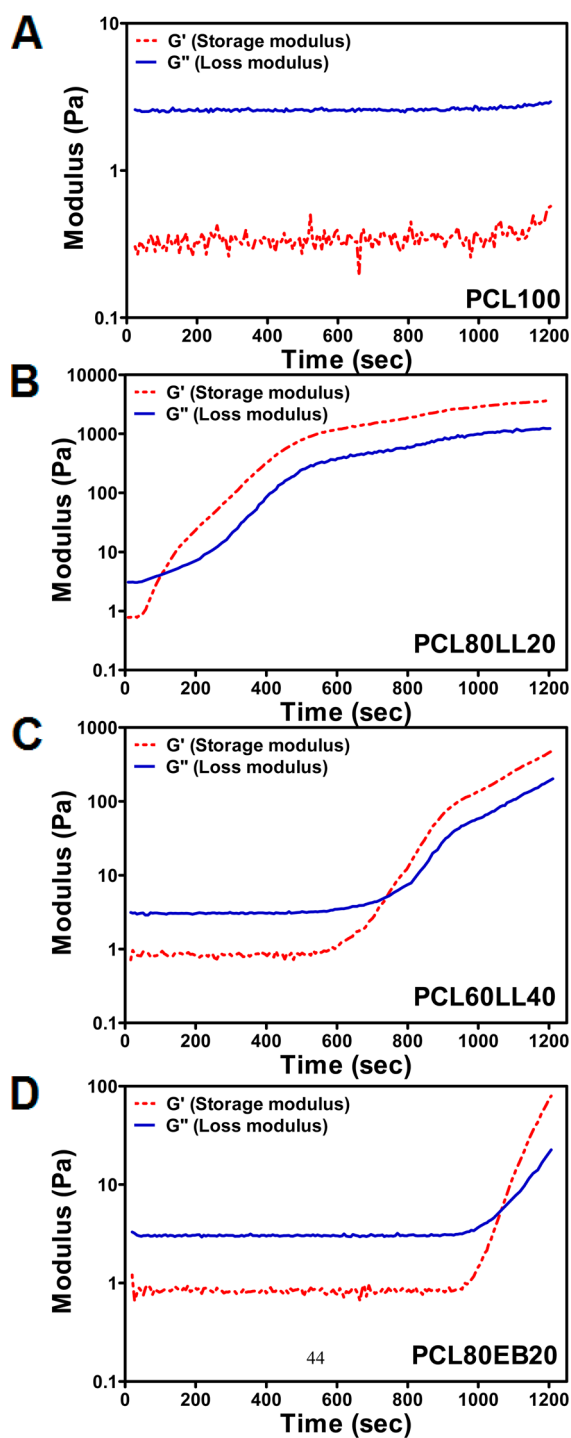 A
10
G' (Storage modulus)
G'' (Loss modulus)
Modulus (Pa)
1
0.1
PCL100
0 200 400 600 800 1000 1200
Time (sec)
B
10000
G' (Storage modulus)
G'' (Loss modulus)
1000
Modulus (Pa)
100
10
1
0.1
PCL80LL20
0 200 400 600 800 1000 1200
Time (sec)
C
1000
G' (Storage modulus)
G'' (Loss modulus)
100
Modulus (Pa)
10
1
0.1
PCL60LL40
0 200 400 600 800 1000 1200
Time (sec)
D
100
G' (Storage modulus)
G'' (Loss modulus)
Modulus (Pa)
10
1
0.1
44
PCL80EB20
0 200 400 600 800 1000 1200
Time (sec)